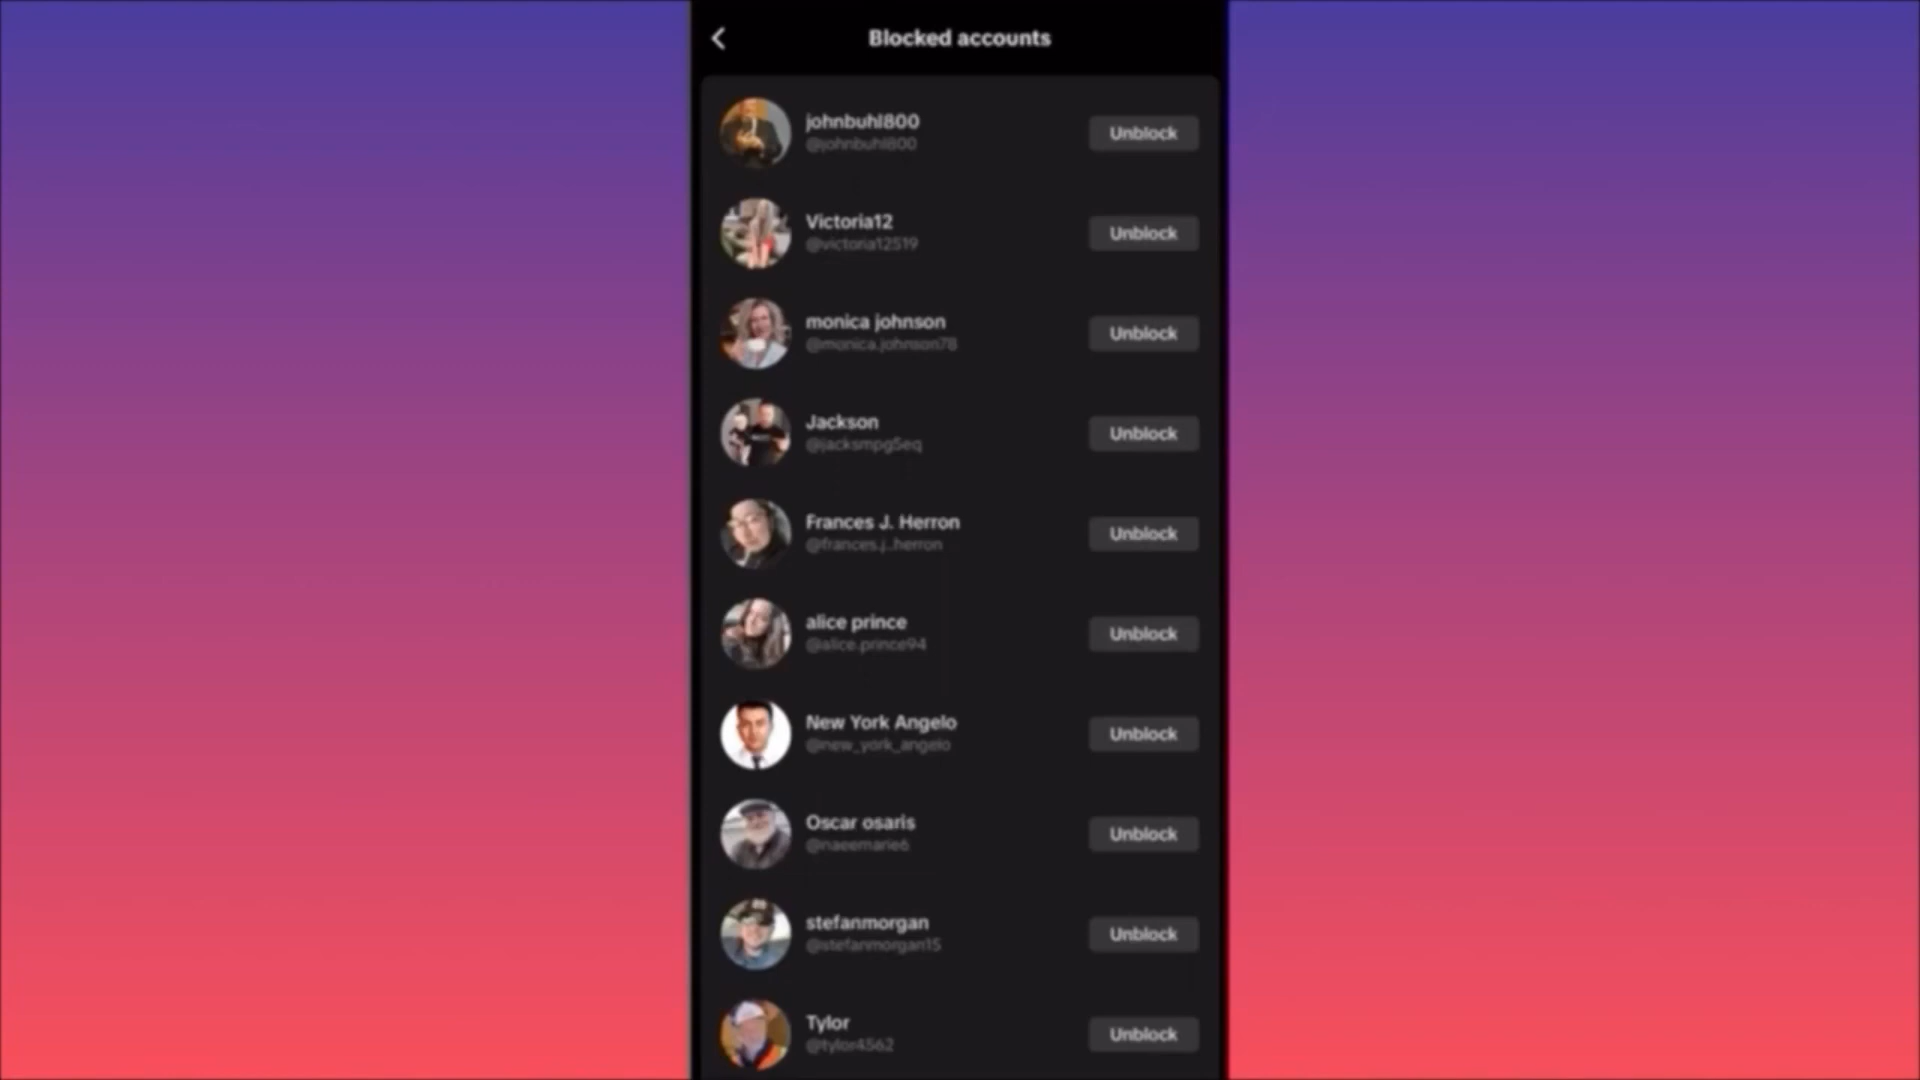 Blocked accounts
johnbuhl800
@johnbuhl800
Unblock
Victoria12
@victoria12519
Unblock
monica johnson
@monica.johnson78
Unblock
Jackson
@jacksmpg5eq
Unblock
Frances J. Herron
@frances.j..herron
Unblock
alice prince
@alice.prince94
Unblock
New York Angelo
@new_york_angelo
Unblock
Oscar osaris
@naeemarie6
Unblock
stefanmorgan
@stefanmorgan15
Unblock
Tylor
@tylor4562
Unblock